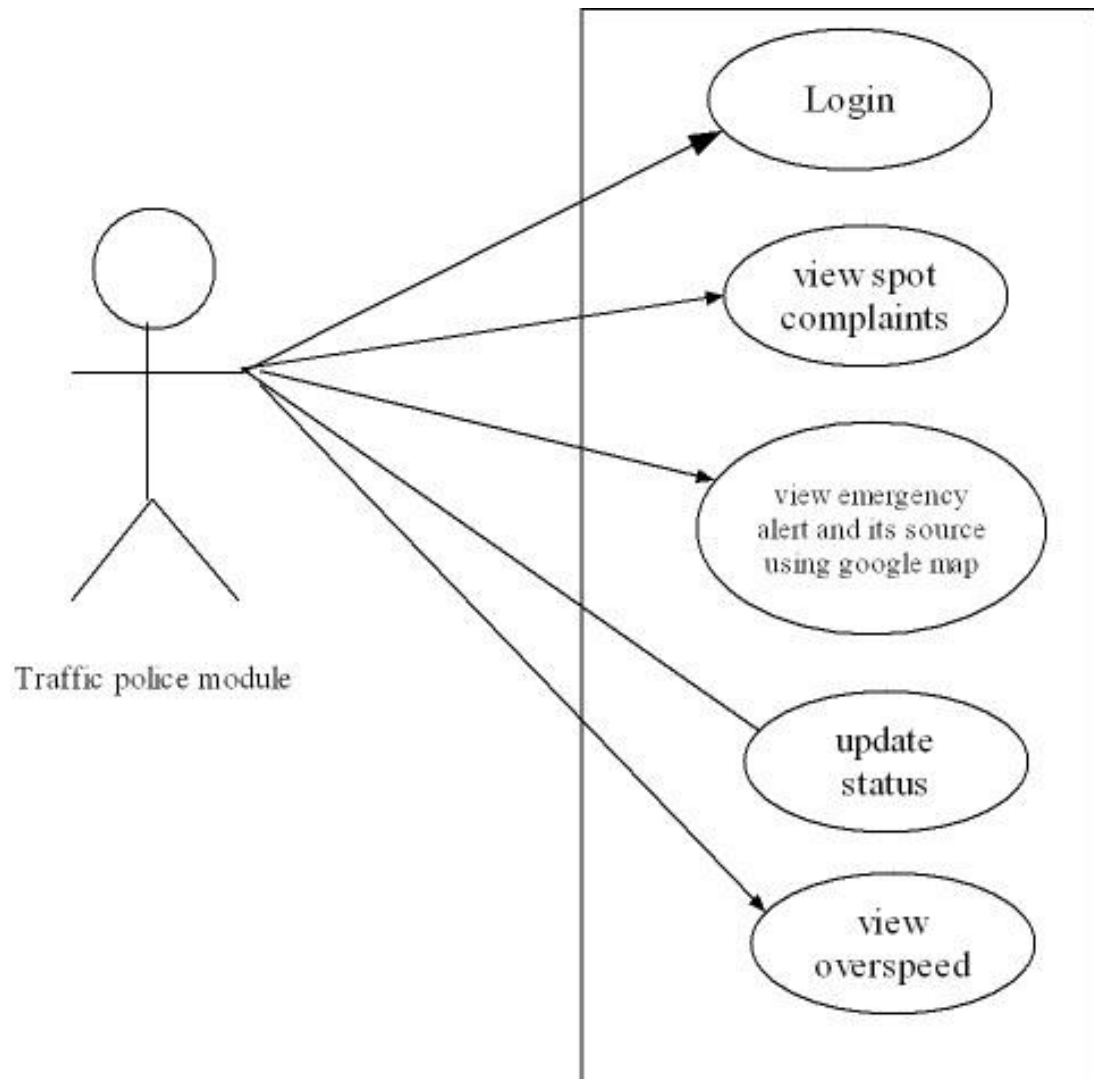 Login
view spot
complaints
view emergency
alert and its source
using google map
Traffic police module
update
status
view
overspeed